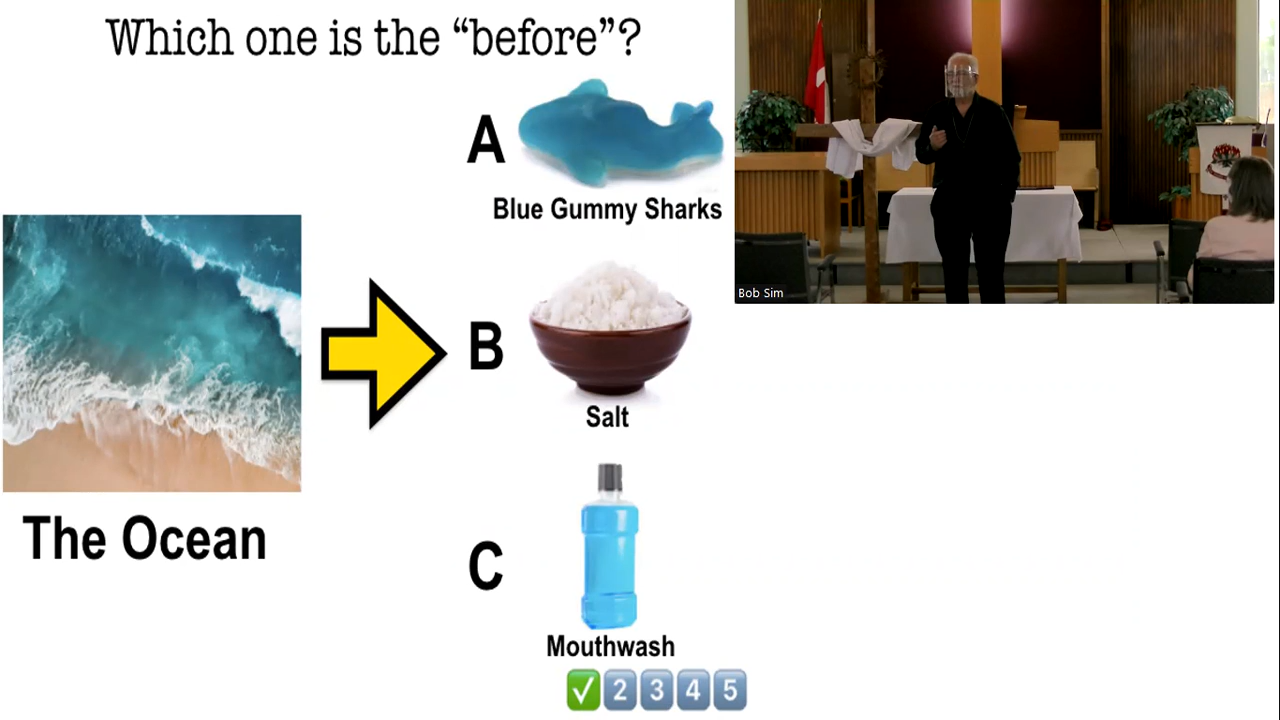 Which one is the “before”?
A
Blue Gummy Sharks
B
Salt
The Ocean
C
Mouthwash
2 3 4 5
Bob Sim